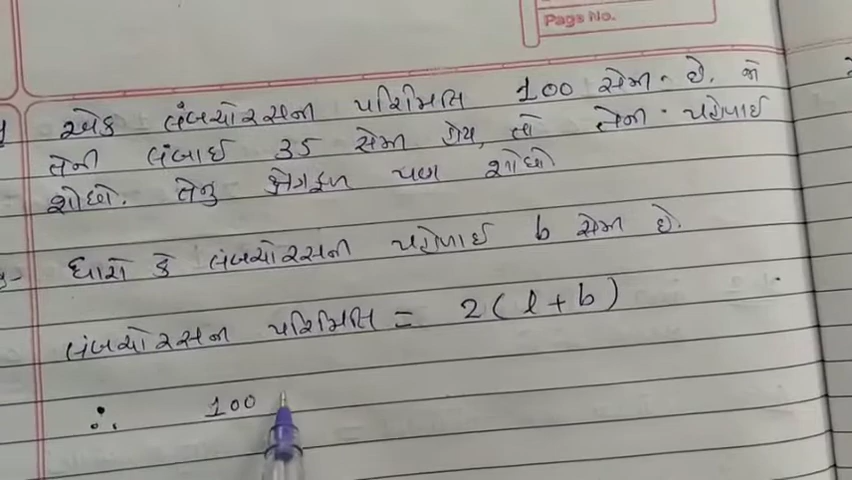 Page No.
એક લંબચોરસની પરિમિતિ 100 સેમી છે. જો
તેની લંબાઈ 35 સેમી હોય, તો તેની પહોળાઈ
શોધો. તેનુ ક્ષેત્રફળ પણ શોધો
ધારો કે લંબચોરસની પહોળાઈ b સેમી છે.
લંબચોરસની પરિમિતિ = 2(l+b)
∴ 100